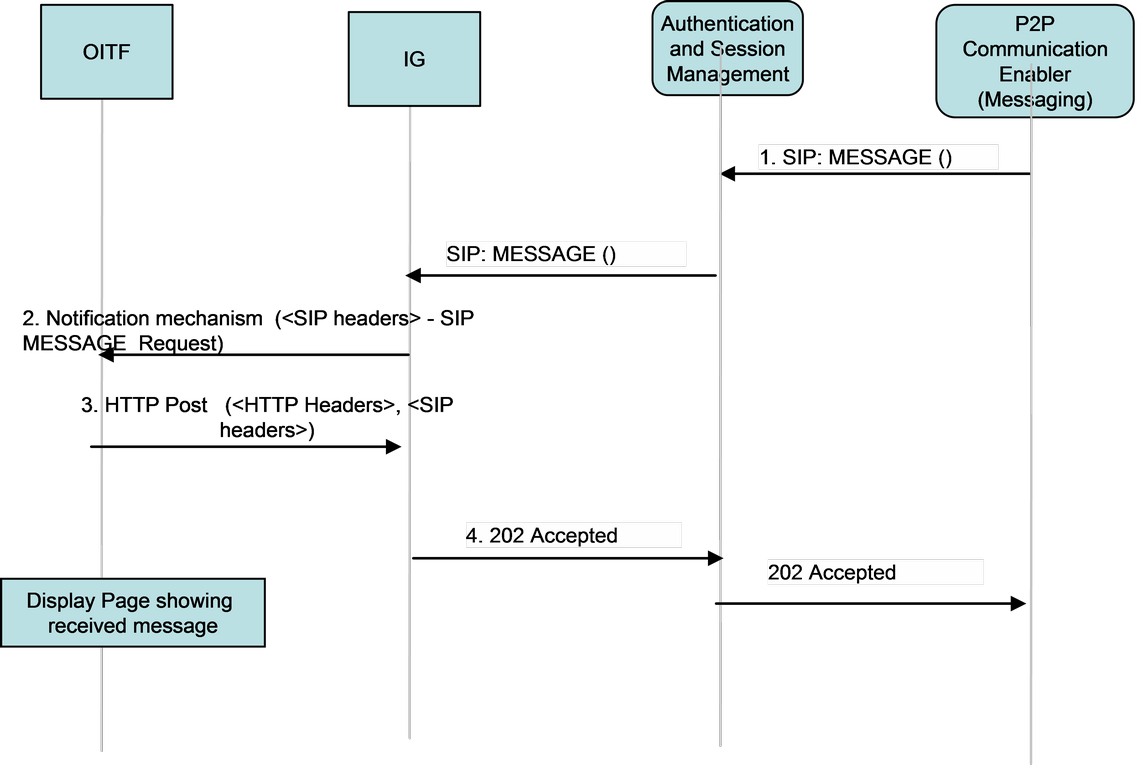 OITF
IG
Authentication
and Session
Management
P2P
Communication
Enabler
(Messaging)
1. SIP: MESSAGE ()
SIP: MESSAGE ()
2. Notification mechanism (<SIP headers> - SIP
MESSAGE Request)
3. HTTP Post (<HTTP Headers>, <SIP
headers>)
4. 202 Accepted
202 Accepted
Display Page showing
received message